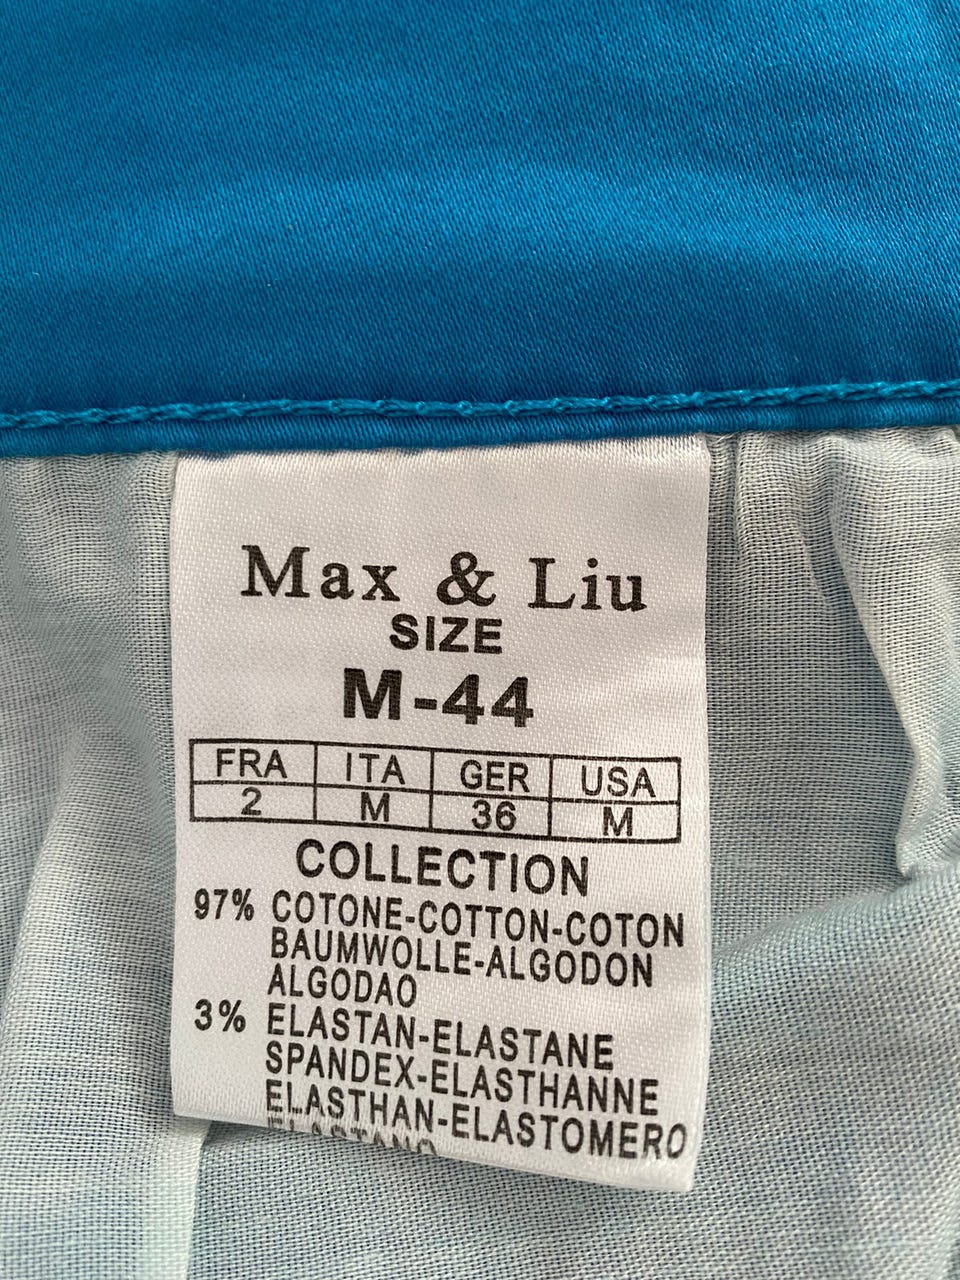 Max & Liu
SIZE
M-44
FRA ITA GER USA
2 M 36 M
COLLECTION
97% COTONE-COTTON-COTON
BAUMWOLLE-ALGODON
ALGODAO
3% ELASTAN-ELASTANE
SPANDEX-ELASTHANNE
ELASTHAN-ELASTOMERO